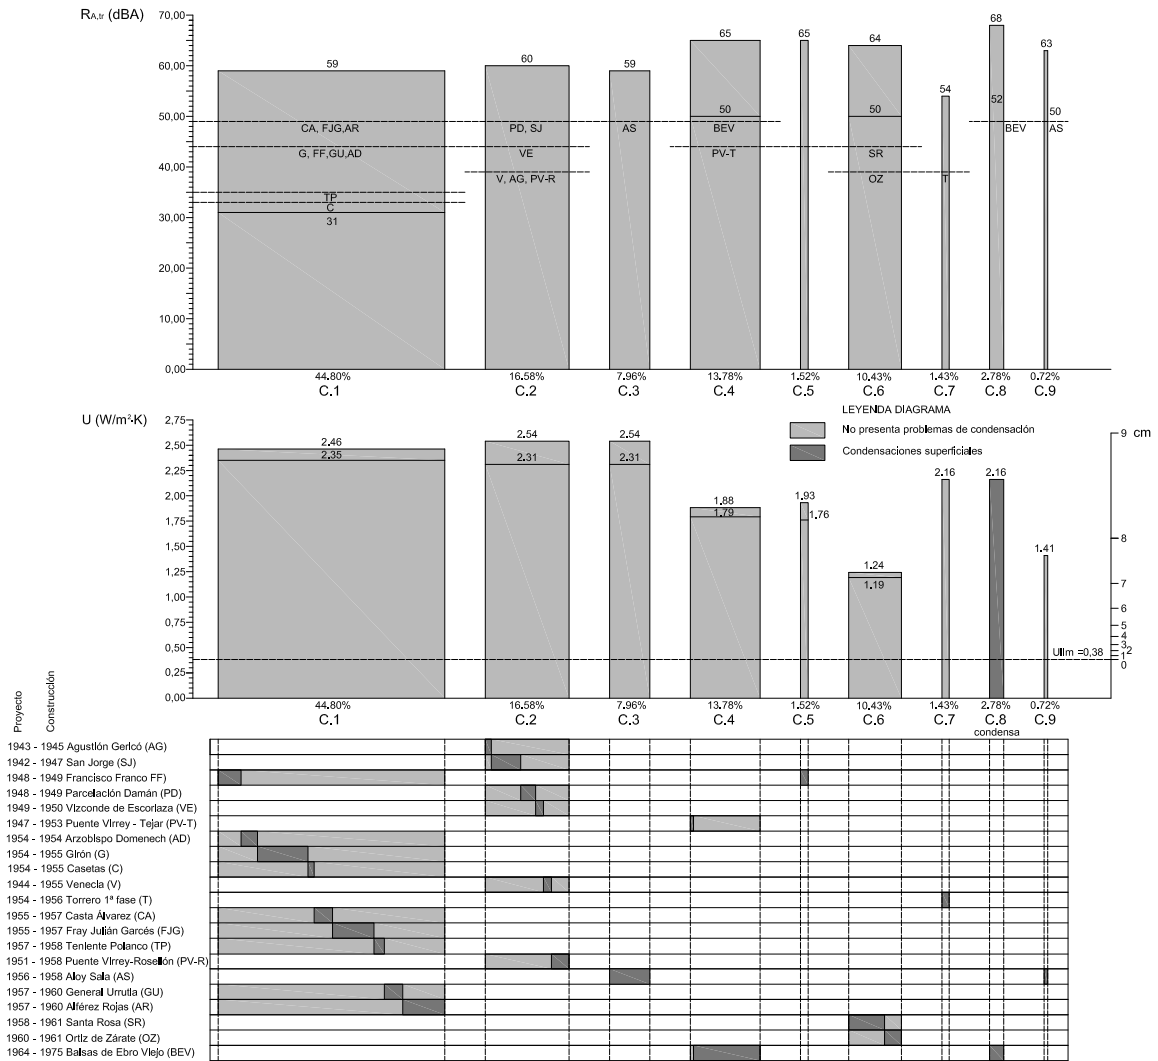 R A,tr (dBA)
70,00
60,00
50,00
40,00
30,00
20,00
10,00
0,00
59
60
59
65
65
64
54
68
63
50
50
52
50
CA, FJG,AR
PD, SJ
AS
BEV
BEV
AS
G, FF,GU,AD
VE
PV-T
SR
V, AG, PV-R
OZ
T
TP
C
31
44.80%
16.58%
7.96%
13.78%
1.52%
10,43%
1.43%
2.78%
0.72%
C.1
C.2
C.3
C.4
C.5
C.6
C.7
C.8
C.9
U (W/m²·K)
LEYENDA DIAGRAMA
No presenta problemas de condensación
Condensaciones superficiales
2,75
2,50
2,25
2,00
1,75
1,50
1,25
1,00
0,75
0,50
0,25
0,00
2.46
2.35
2.54
2.31
2.54
2.31
1.88
1.79
1.93
1.76
1.24
1.19
2.16
2.16
1.41
9 cm
8
7
6
5
4
3
2
1
0
Ulim =0,38
44.80%
16.58%
7.96%
13.78%
1.52%
10,43%
1.43%
2.78%
0.72%
C.1
C.2
C.3
C.4
C.5
C.6
C.7
C.8
C.9
condensa
Proyecto
Construcción
1943 - 1945 Agustión Gericó (AG)
1942 - 1947 San Jorge (SJ)
1948 - 1949 Francisco Franco FF)
1948 - 1949 Parcelación Damán (PD)
1949 - 1950 Vizconde de Escorlaza (VE)
1947 - 1953 Puente Virrey - Tejar (PV-T)
1954 - 1954 Arzobispo Domenech (AD)
1954 - 1955 Girón (G)
1954 - 1955 Casetas (C)
1944 - 1955 Venecia (V)
1954 - 1956 Torrero 1ª fase (T)
1955 - 1957 Casta Álvarez (CA)
1955 - 1957 Fray Julián Garcés (FJG)
1957 - 1958 Teniente Polanco (TP)
1951 - 1958 Puente Virrey-Rosellón (PV-R)
1956 - 1958 Aloy Sala (AS)
1957 - 1960 General Urrutia (GU)
1957 - 1960 Alférez Rojas (AR)
1958 - 1961 Santa Rosa (SR)
1960 - 1961 Ortiz de Zárate (OZ)
1964 - 1975 Balsas de Ebro Viejo (BEV)